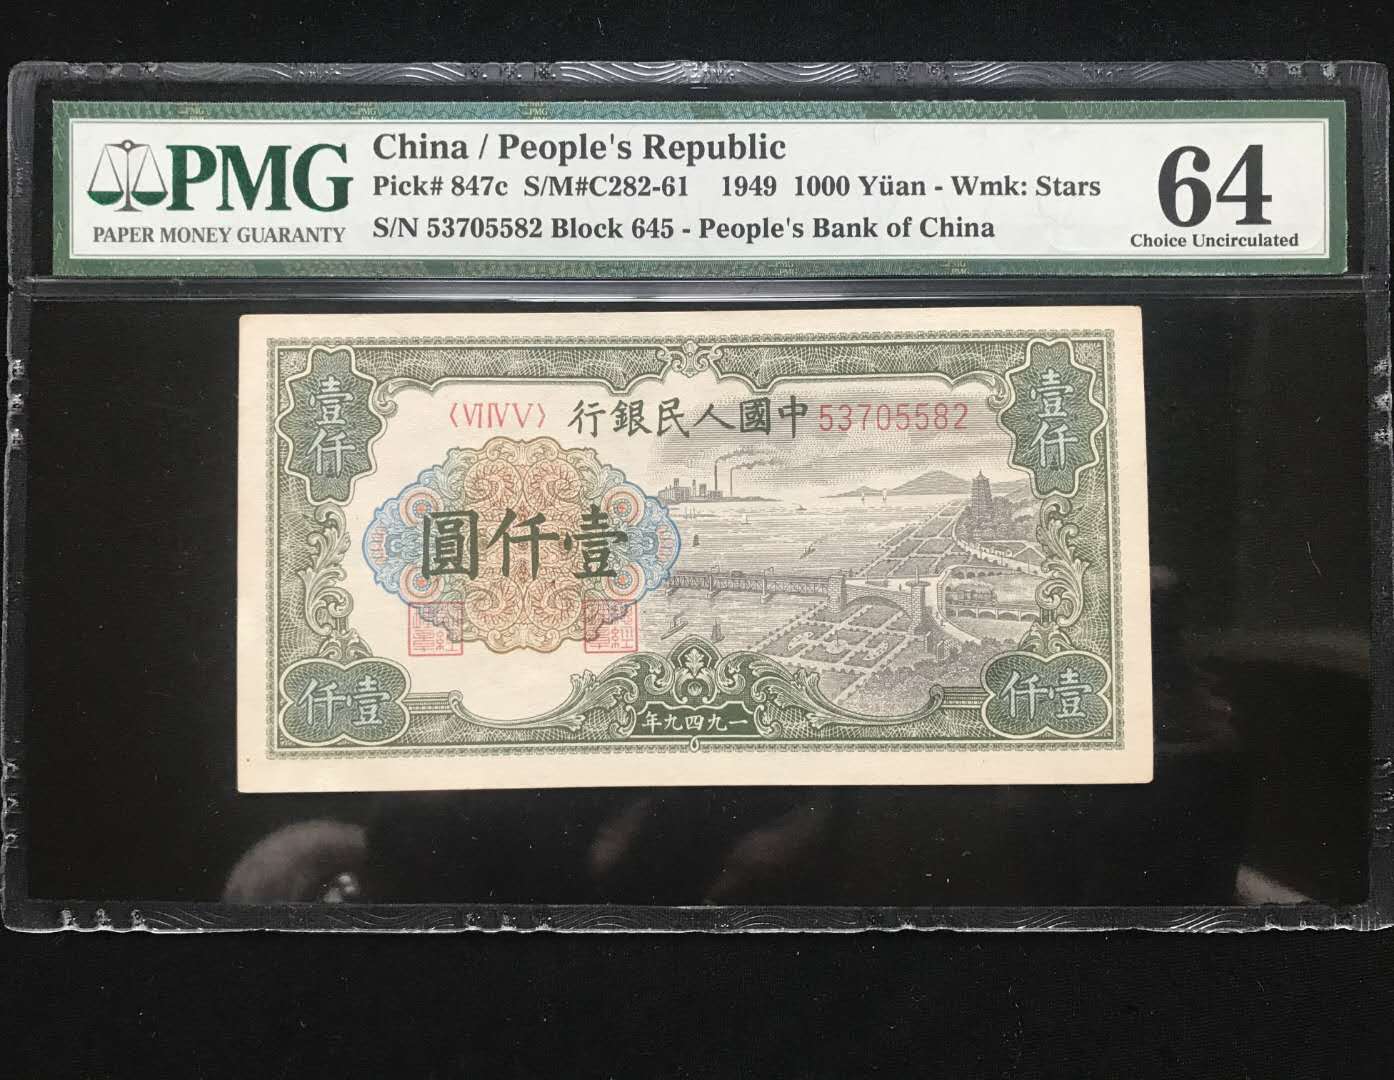 PMG
PAPER MONEY GUARANTY
China / People's Republic
Pick# 847c S/M#C282-61 1949 1000 Yüan - Wmk: Stars
S/N 53705582 Block 645 - People's Bank of China
64
Choice Uncirculated
壹仟
〈VI IV V〉 行銀民人國中 53705582
壹仟
圓仟壹
仟壹
年九四九一
仟壹